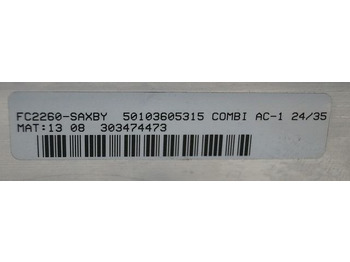 FC2260-SAXBY 50103605315 COMBI AC-1 24/35
MAT:13 08 303474473